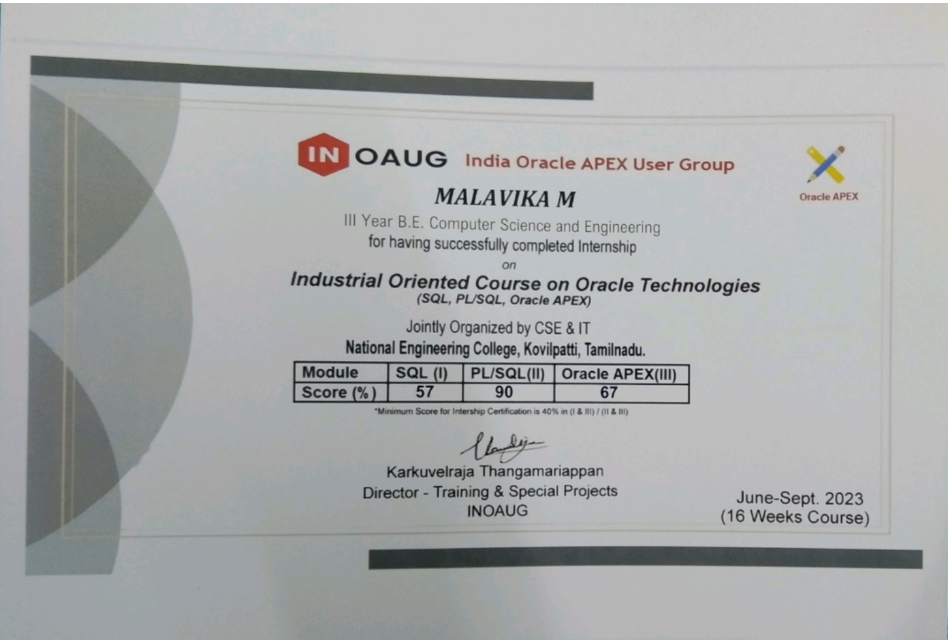 INOAUG India Oracle APEX User Group
Oracle APEX
MALAVIKA M
III Year B.E. Computer Science and Engineering
for having successfully completed Internship
on
Industrial Oriented Course on Oracle Technologies
(SQL, PL/SQL, Oracle APEX)
Jointly Organized by CSE & IT
National Engineering College, Kovilpatti, Tamilnadu.
Module SQL (I) PL/SQL(II) Oracle APEX(III)
Score (%) 57 90 67
*Minimum Score for Intership Certification is 40% in (I & III) / (II & III)
Karkuvelraja Thangamariappan
Director - Training & Special Projects
INOAUG
June-Sept. 2023
(16 Weeks Course)